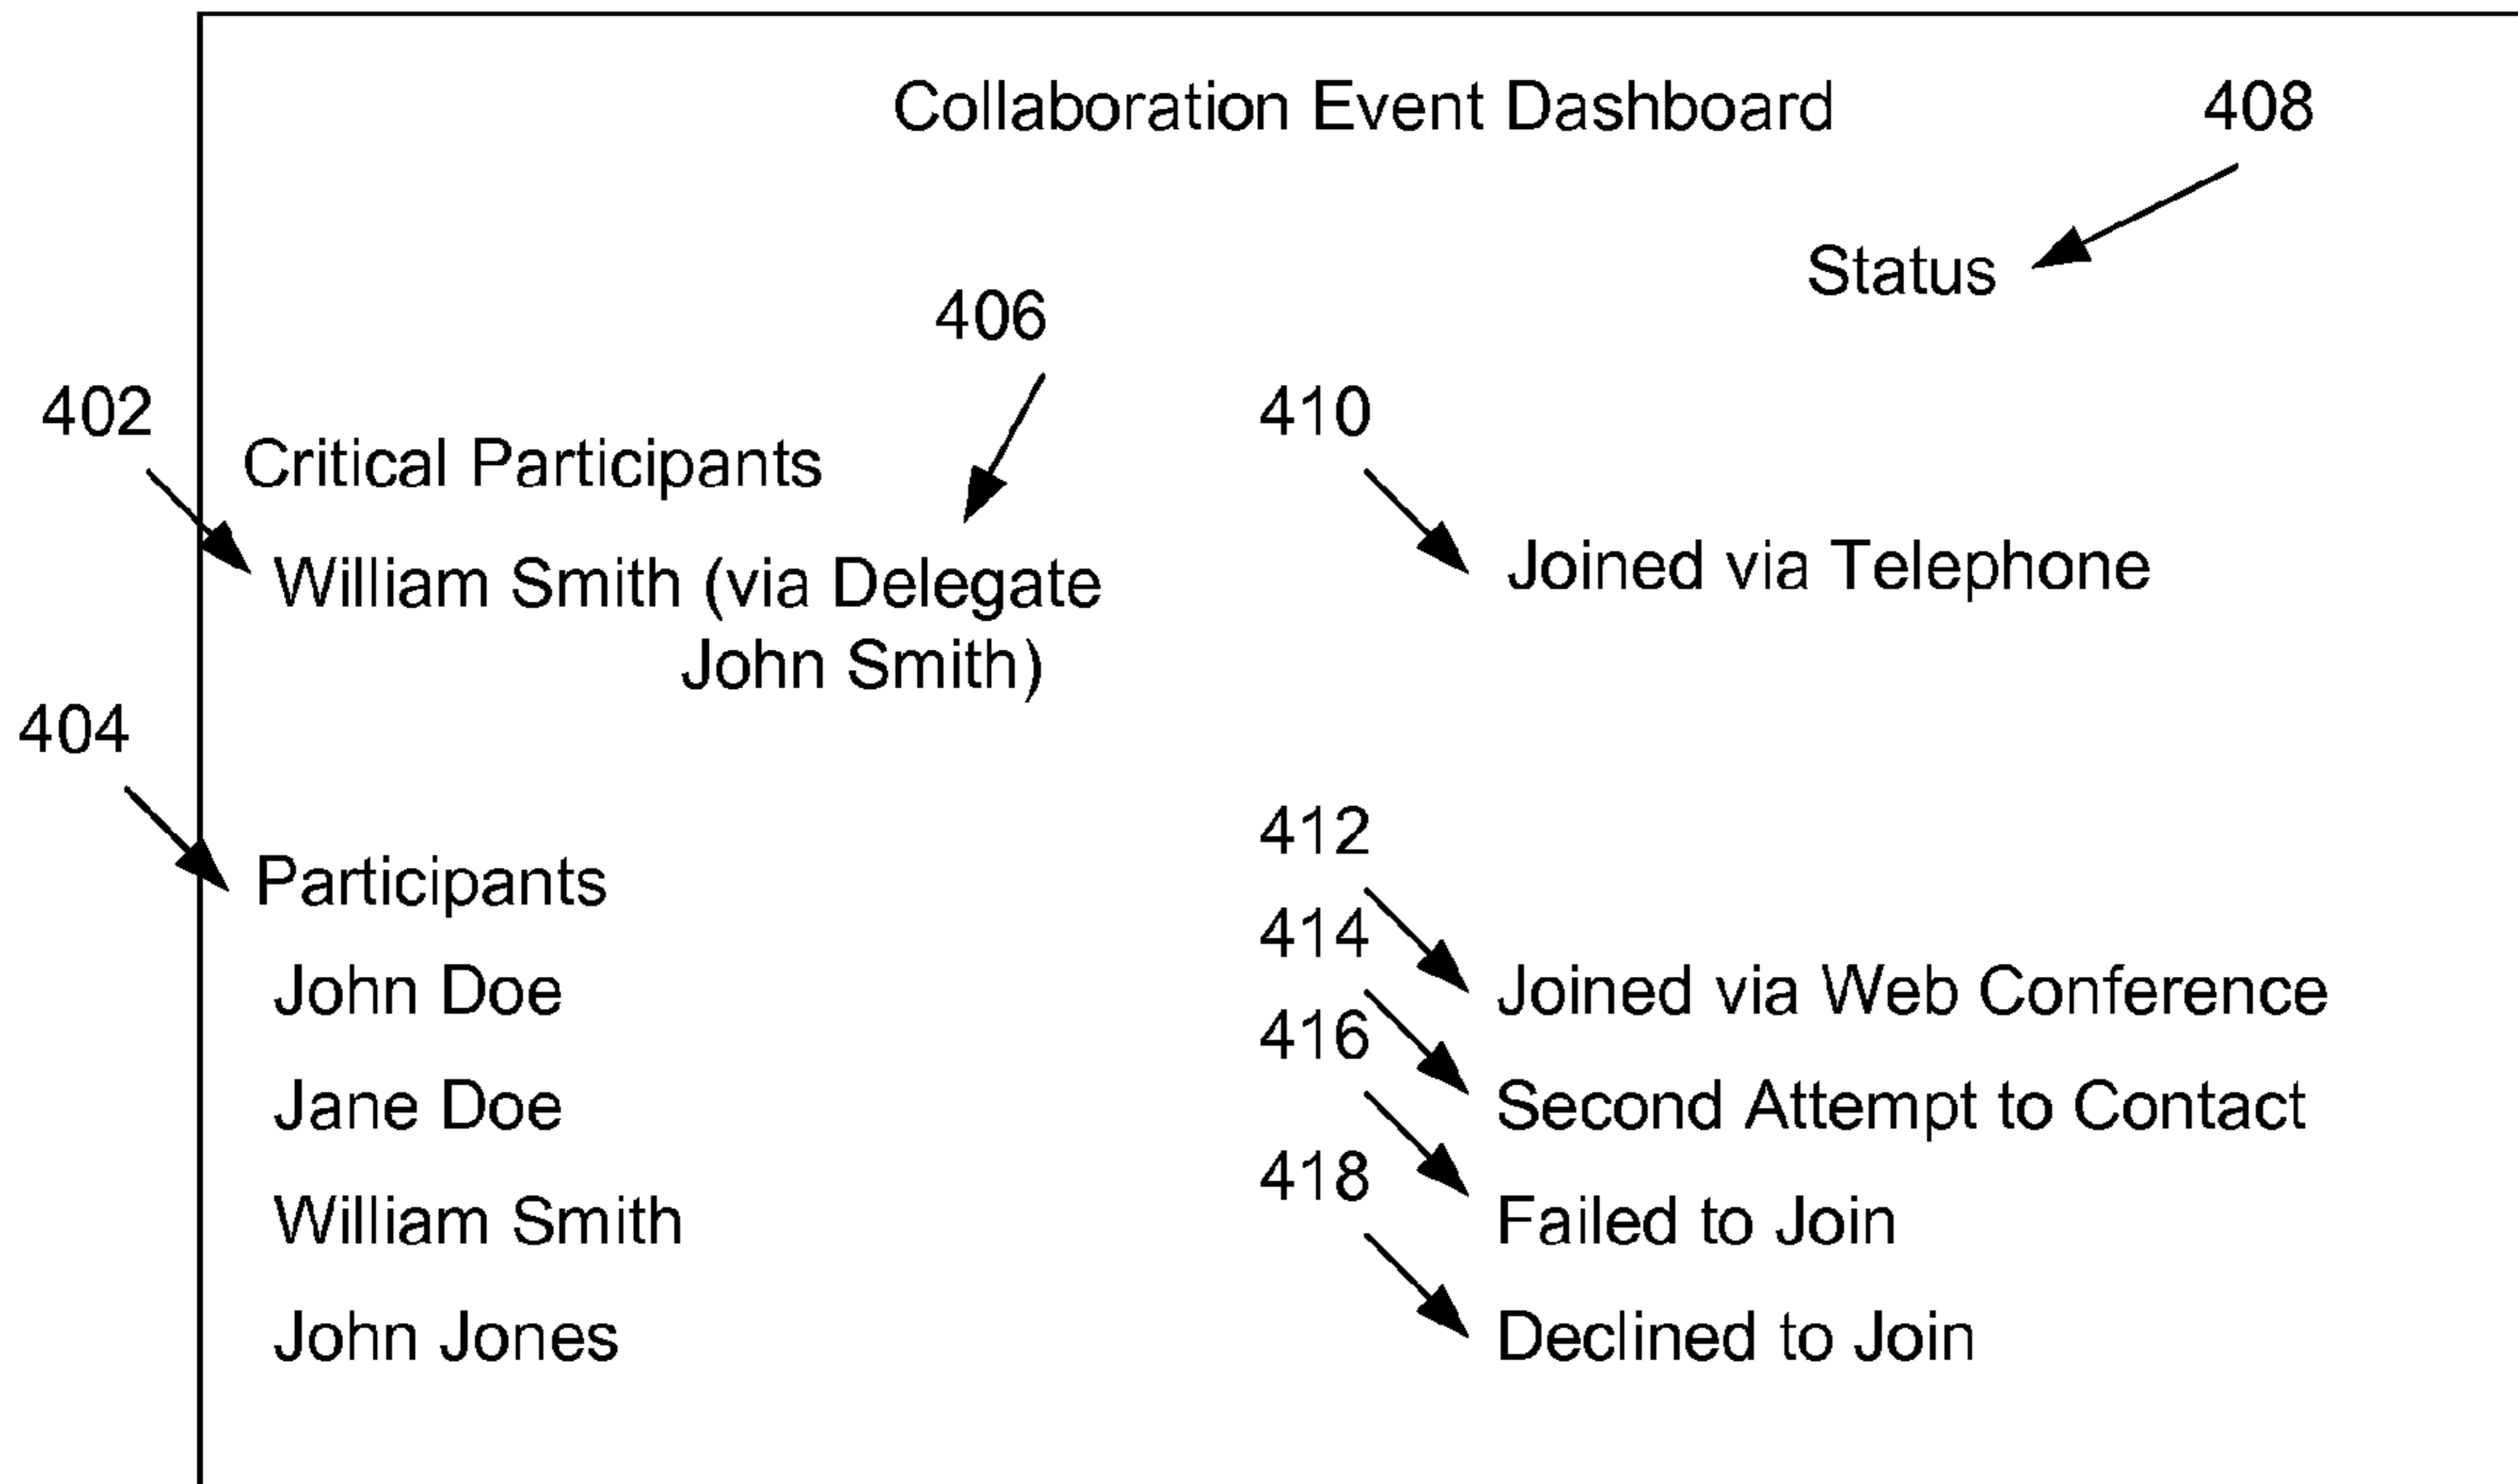 Collaboration Event Dashboard
408
Status
406
402
410
Critical Participants
Joined via Telephone
William Smith (via Delegate
John Smith)
404
412
Participants
414
John Doe
Joined via Web Conference
416
Jane Doe
Second Attempt to Contact
418
William Smith
Failed to Join
John Jones
Declined to Join